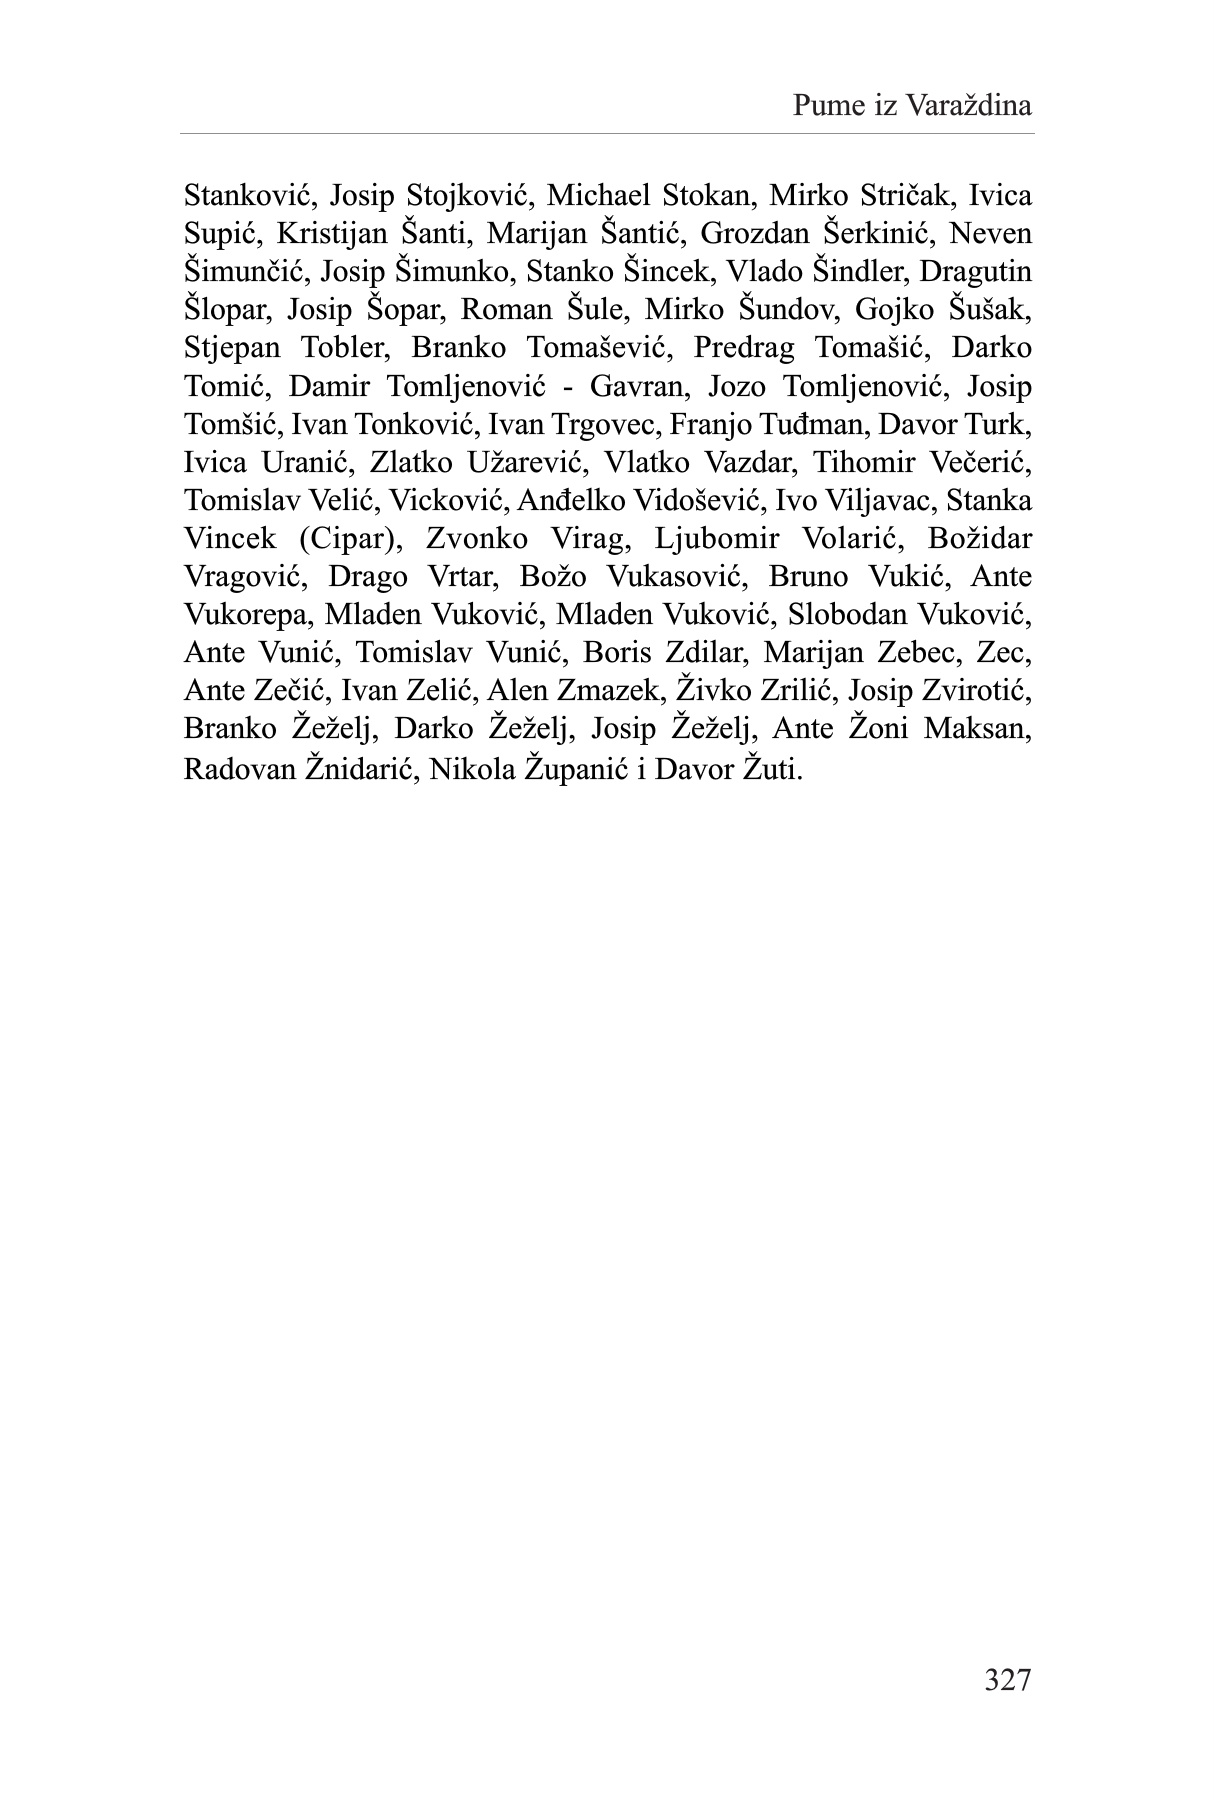 Pume iz Varaždina
Stanković, Josip Stojković, Michael Stokan, Mirko Stričak, Ivica
Supić, Kristijan Šanti, Marijan Šantić, Grozdan Šerkinić, Neven
Šimunčić, Josip Šimunko, Stanko Šincek, Vlado Šindler, Dragutin
Šlopar, Josip Šopar, Roman Šule, Mirko Šundov, Gojko Šušak,
Stjepan Tobler, Branko Tomašević, Predrag Tomašić, Darko
Tomić, Damir Tomljenović - Gavran, Jozo Tomljenović, Josip
Tomšić, Ivan Tonković, Ivan Trgovec, Franjo Tuđman, Davor Turk,
Ivica Uranić, Zlatko Užarević, Vlatko Vazdar, Tihomir Večerić,
Tomislav Velić, Vicković, Anđelko Vidošević, Ivo Viljavac, Stanka
Vincek (Cipar), Zvonko Virag, Ljubomir Volarić, Božidar
Vragović, Drago Vrtar, Božo Vukasović, Bruno Vukić, Ante
Vukorepa, Mladen Vuković, Mladen Vuković, Slobodan Vuković,
Ante Vunić, Tomislav Vunić, Boris Zdilar, Marijan Zebec, Zec,
Ante Zečić, Ivan Zelić, Alen Zmazek, Živko Zrilić, Josip Zvirotić,
Branko Žeželj, Darko Žeželj, Josip Žeželj, Ante Žoni Maksan,
Radovan Žnidarić, Nikola Županić i Davor Žuti.
327